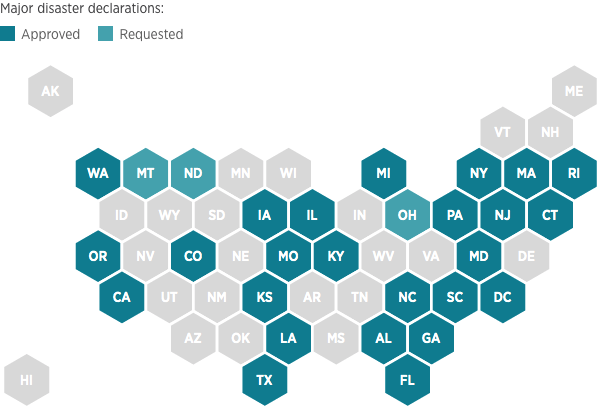 Major disaster declarations:
Approved Requested
AK ME
VT NH
WA MT ND MN WI MI NY MA RI
ID WY SD IA IL IN OH PA NJ CT
OR NV CO NE MO KY WV VA MD DE
CA UT NM KS AR TN NC SC DC
AZ OK LA MS AL GA
HI TX FL